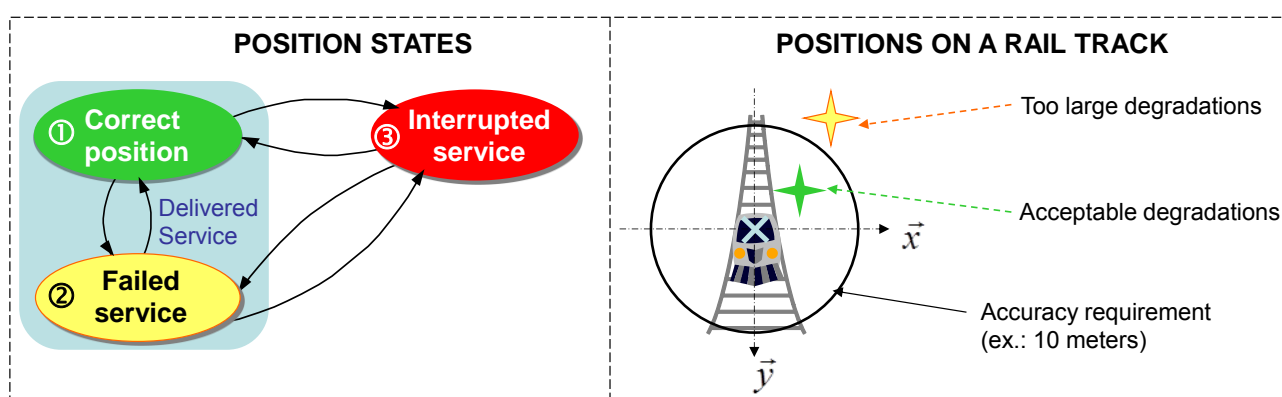 POSITION STATES
① Correct
position
③ Interrupted
service
Delivered
Service
② Failed
service
POSITIONS ON A RAIL TRACK
Too large degradations
Acceptable degradations
x⃗
Accuracy requirement
(ex.: 10 meters)
y⃗